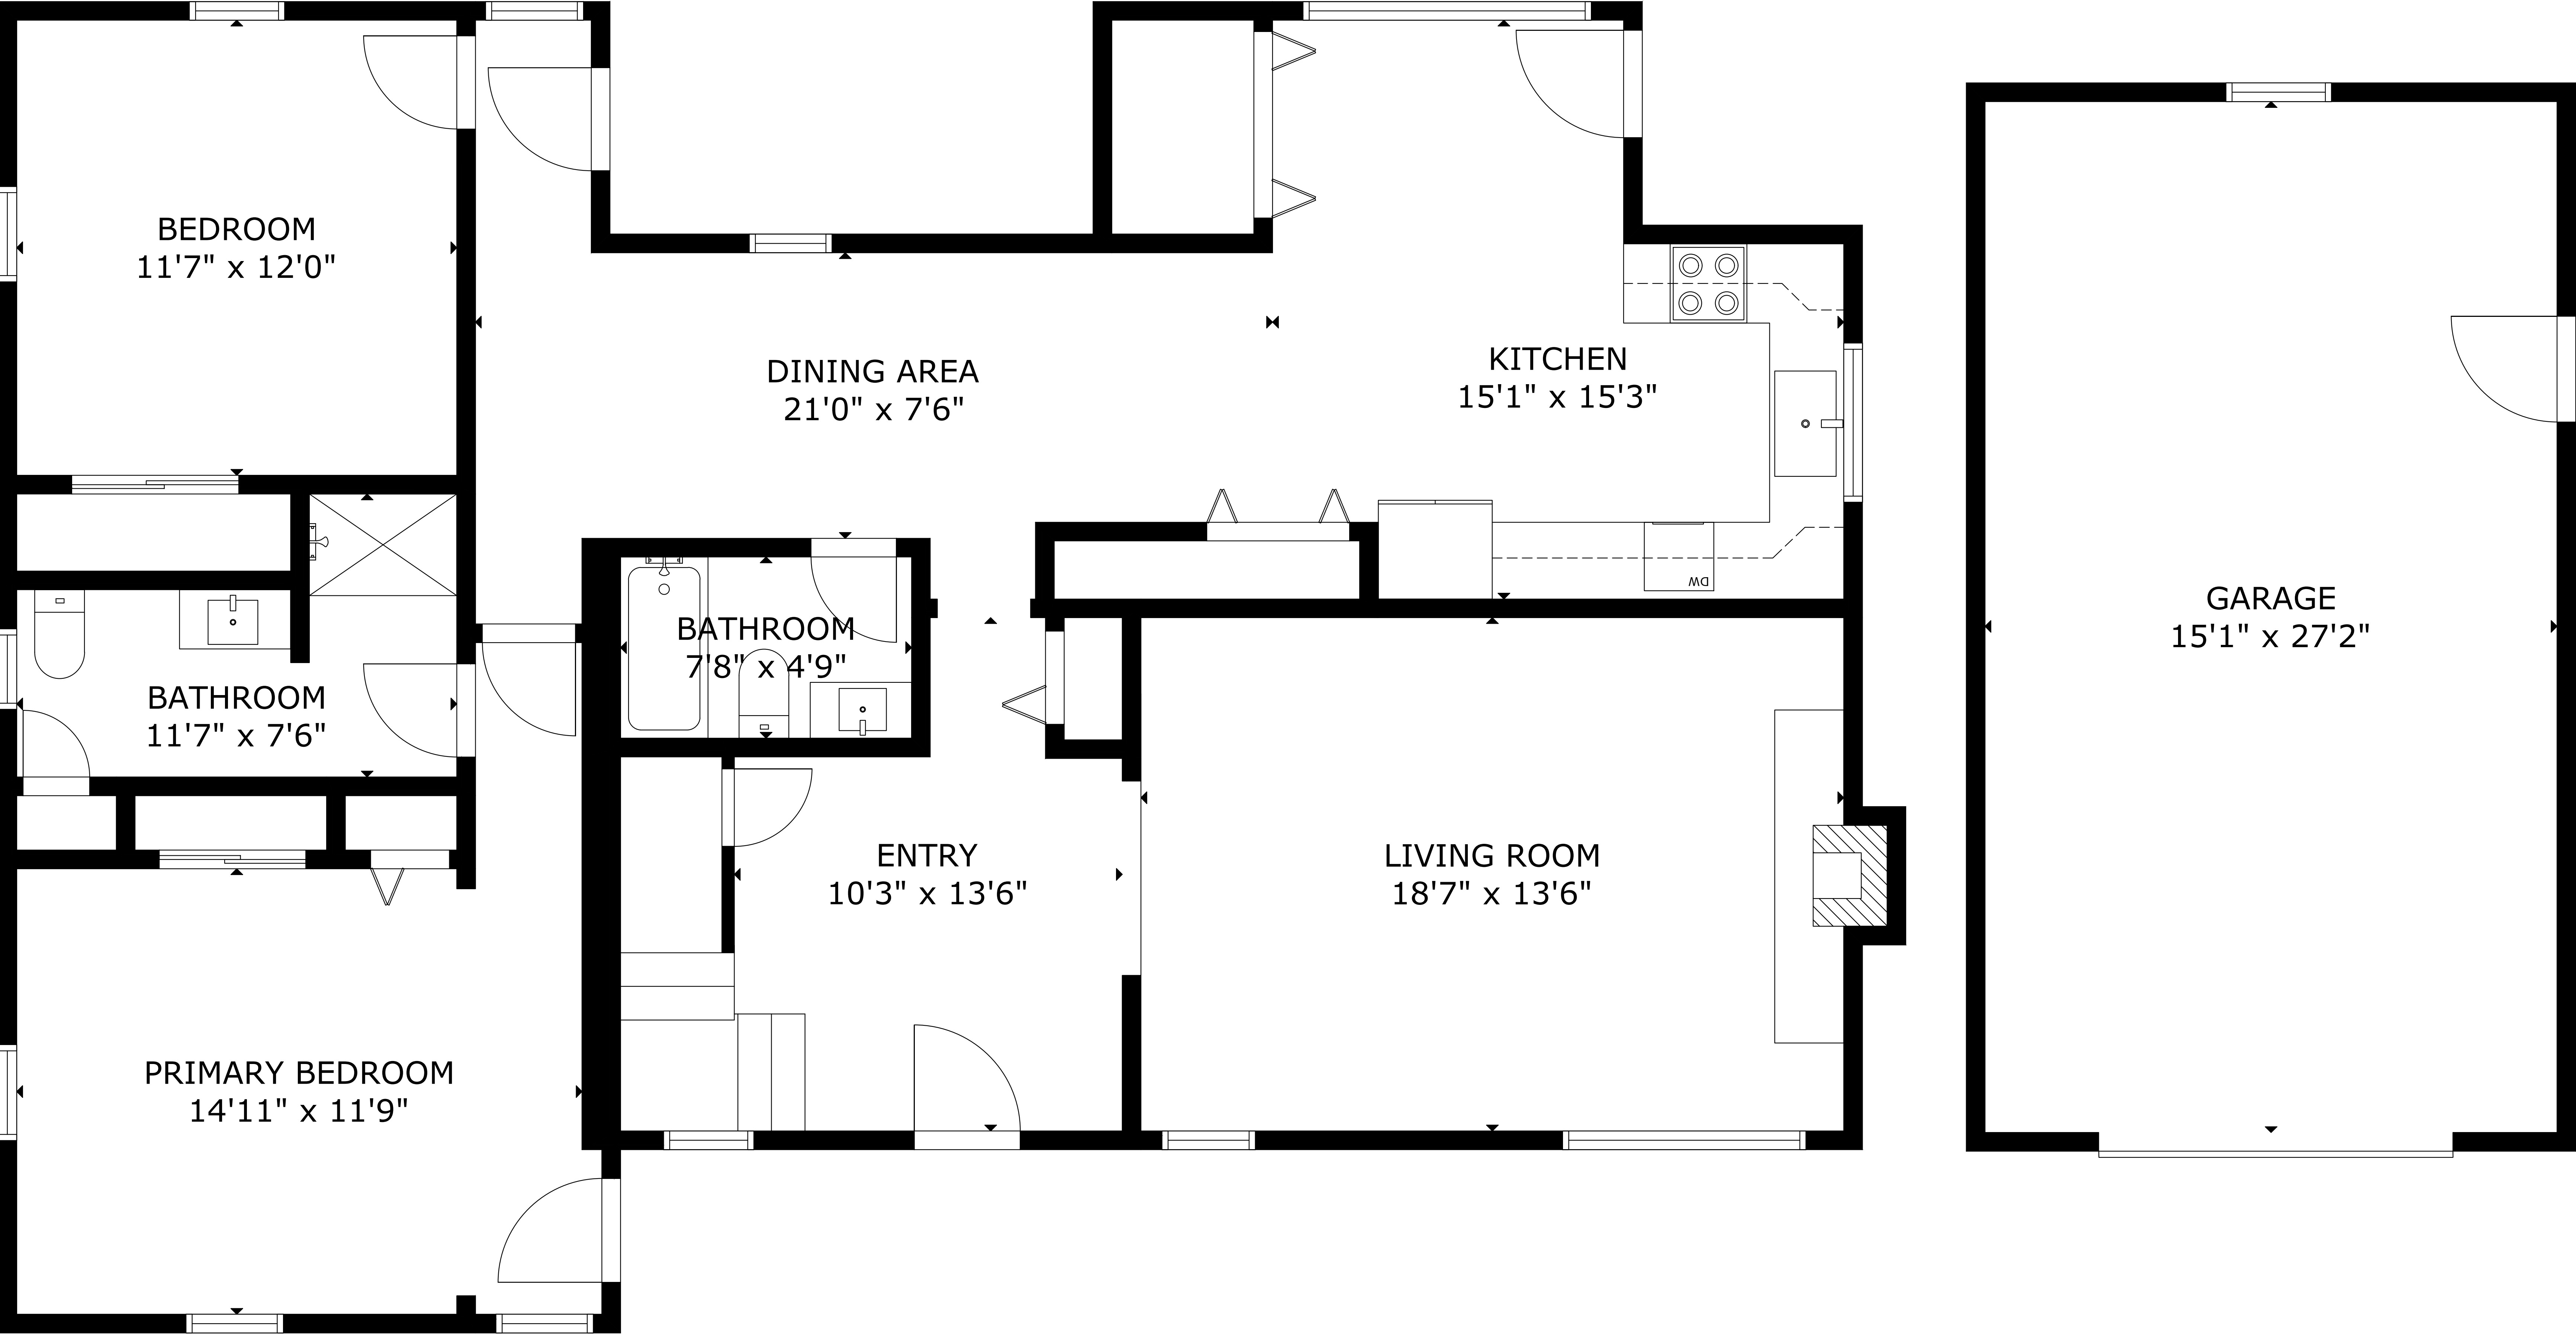 BEDROOM
11'7" x 12'0"
DINING AREA
21'0" x 7'6"
KITCHEN
15'1" x 15'3"
DW
GARAGE
15'1" x 27'2"
BATHROOM
7'8" x 4'9"
BATHROOM
11'7" x 7'6"
ENTRY
10'3" x 13'6"
LIVING ROOM
18'7" x 13'6"
PRIMARY BEDROOM
14'11" x 11'9"